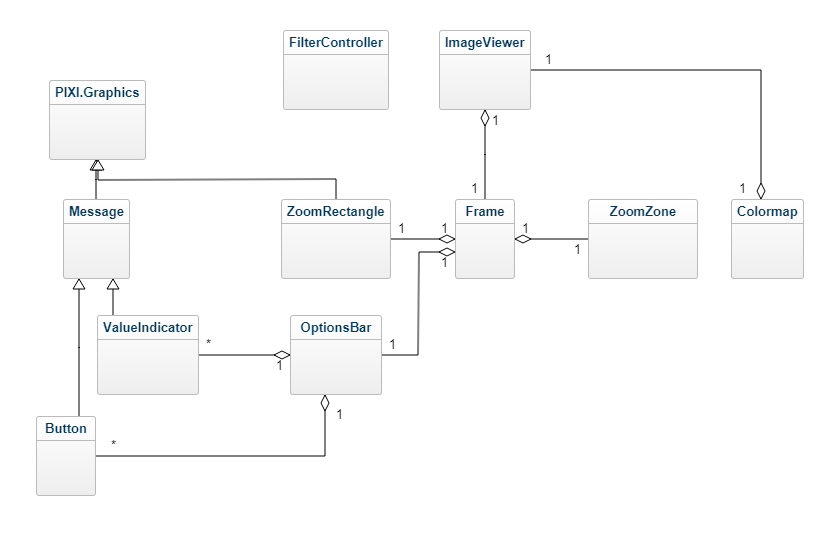 FilterController
ImageViewer
1
PIXI.Graphics
1
1
1
Message
ZoomRectangle
Frame
ZoomZone
Colormap
1
1
1
1
1
ValueIndicator
OptionsBar
*
1
1
1
Button
*